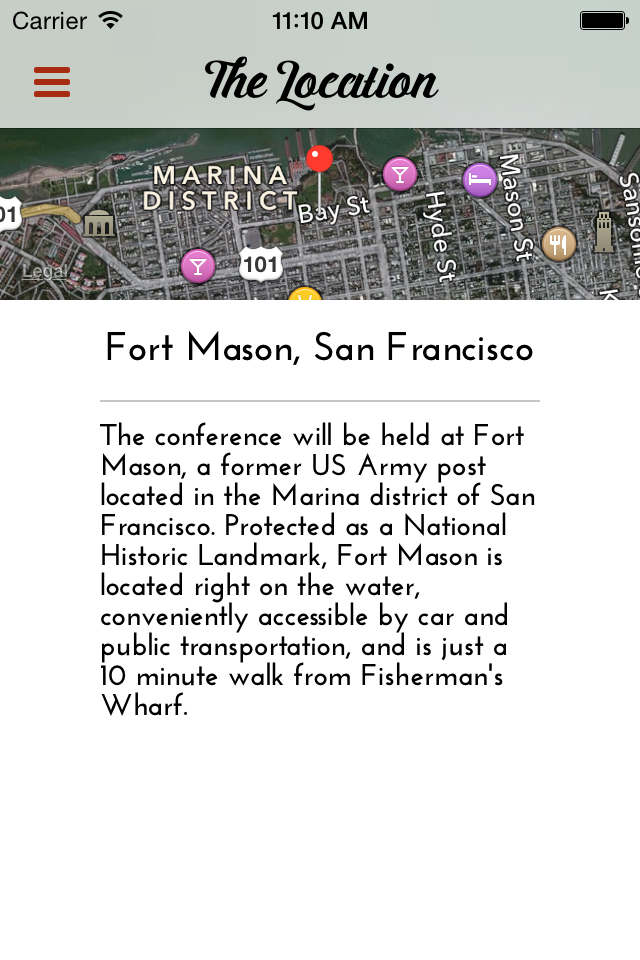 Carrier 11:10 AM
The Location
MARINA
DISTRICT
Bay St
Hyde St
Mason St
101
01
Legal
Fort Mason, San Francisco
The conference will be held at Fort
Mason, a former US Army post
located in the Marina district of San
Francisco. Protected as a National
Historic Landmark, Fort Mason is
located right on the water,
conveniently accessible by car and
public transportation, and is just a
10 minute walk from Fisherman's
Wharf.